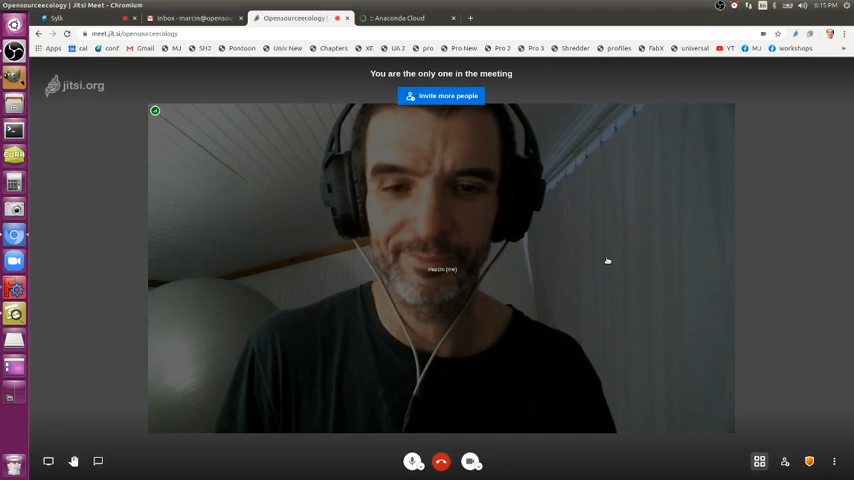 Opensourceecology | Jitsi Meet - Chromium
En
6:15 PM
Sylk
Inbox - marcin@opensou
Opensourceecology |
:: Anaconda Cloud
meet.jit.si/opensourceecology
Apps
cal
conf
Gmail
MJ
SH2
Pontoon
Univ New
Chapters
XE
UA 2
pro
Pro New
Pro 2
Pro 3
Shredder
profiles
FabX
universal
YT
MJ
workshops
»
You are the only one in the meeting
jitsi.org
Invite more people
marcin (me)
CURA